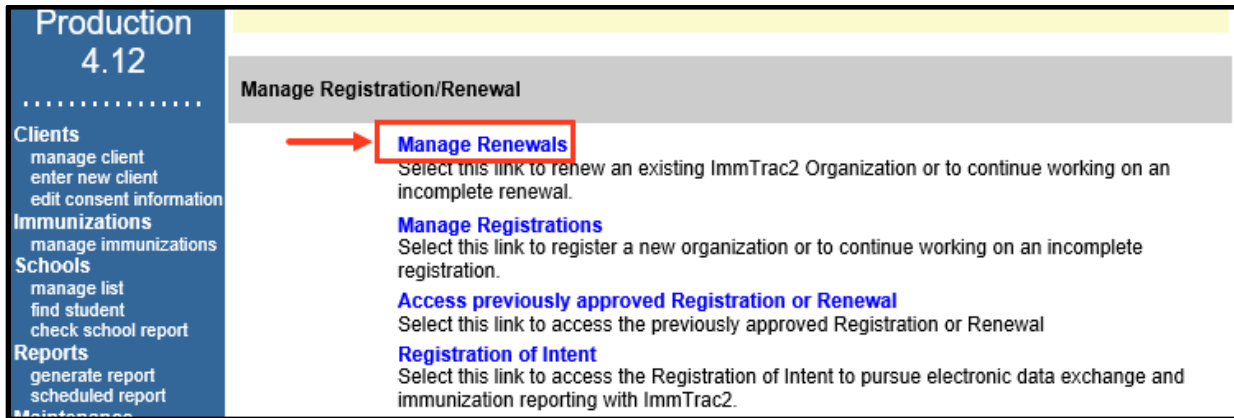 Production
4.12
................
Clients
manage client
enter new client
edit consent information
Immunizations
manage immunizations
Schools
manage list
find student
check school report
Reports
generate report
scheduled report
Maintenance
Manage Registration/Renewal
Manage Renewals
Select this link to renew an existing ImmTrac2 Organization or to continue working on an
incomplete renewal.
Manage Registrations
Select this link to register a new organization or to continue working on an incomplete
registration.
Access previously approved Registration or Renewal
Select this link to access the previously approved Registration or Renewal
Registration of Intent
Select this link to access the Registration of Intent to pursue electronic data exchange and
immunization reporting with ImmTrac2.